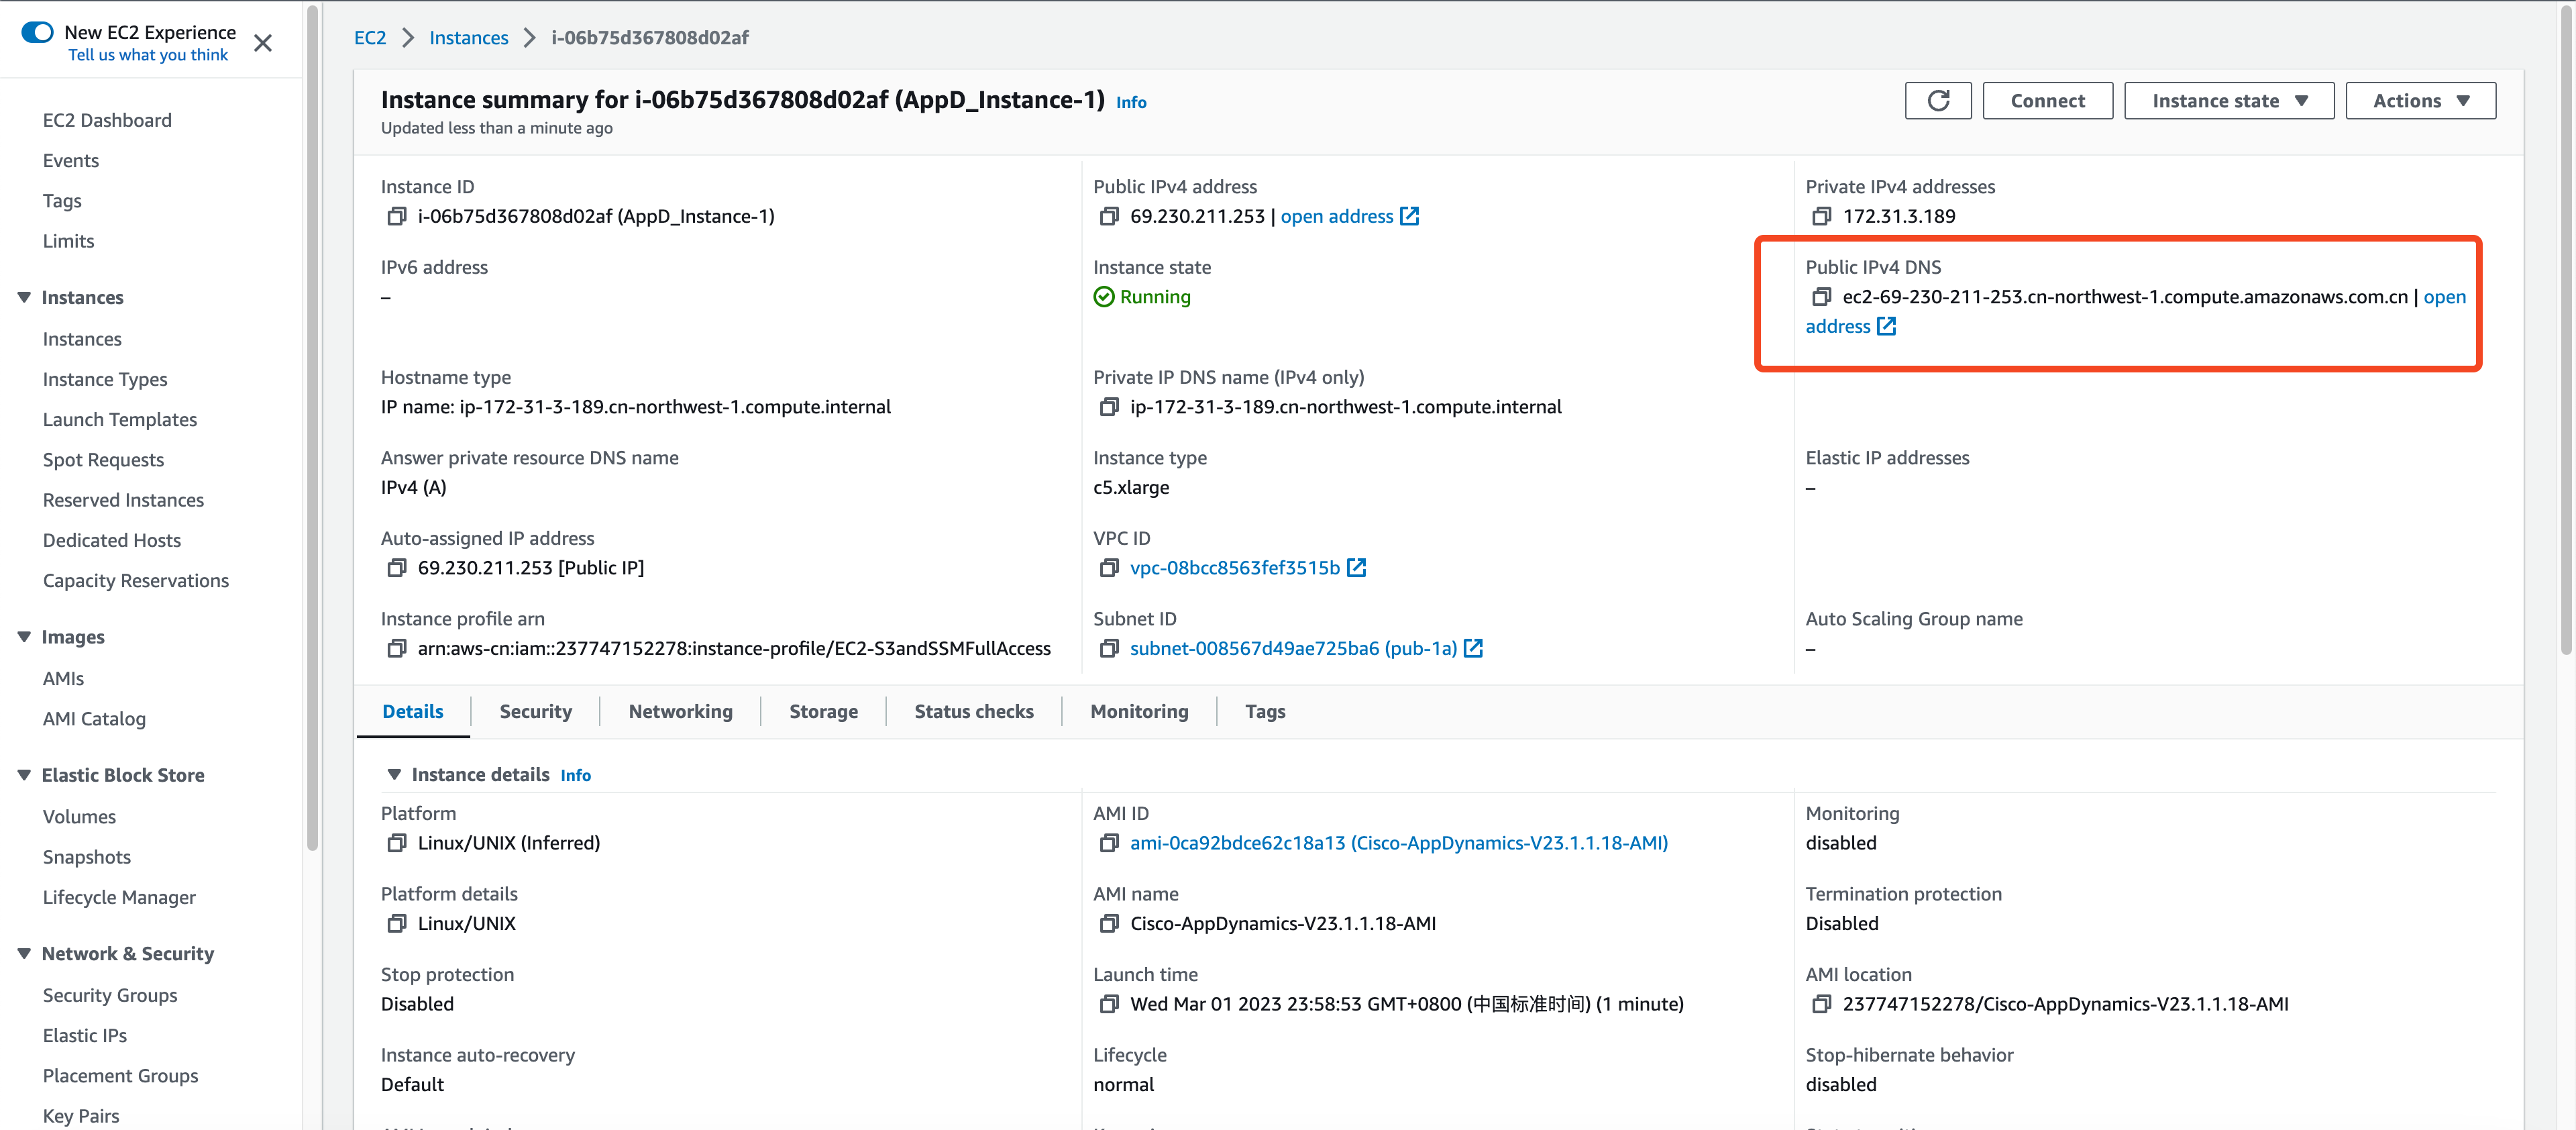 New EC2 Experience
Tell us what you think
EC2 Dashboard
Events
Tags
Limits
Instances
Instances
Instance Types
Launch Templates
Spot Requests
Reserved Instances
Dedicated Hosts
Capacity Reservations
Images
AMIs
AMI Catalog
Elastic Block Store
Volumes
Snapshots
Lifecycle Manager
Network & Security
Security Groups
Elastic IPs
Placement Groups
Key Pairs
EC2 > Instances > i-06b75d367808d02af
Instance summary for i-06b75d367808d02af (AppD_Instance-1) Info
Updated less than a minute ago
Connect
Instance state
Actions
Instance ID
i-06b75d367808d02af (AppD_Instance-1)
Public IPv4 address
69.230.211.253 | open address
Private IPv4 addresses
172.31.3.189
IPv6 address
–
Instance state
Running
Public IPv4 DNS
ec2-69-230-211-253.cn-northwest-1.compute.amazonaws.com.cn | open
address
Hostname type
IP name: ip-172-31-3-189.cn-northwest-1.compute.internal
Private IP DNS name (IPv4 only)
ip-172-31-3-189.cn-northwest-1.compute.internal
Answer private resource DNS name
IPv4 (A)
Instance type
c5.xlarge
Elastic IP addresses
–
Auto-assigned IP address
69.230.211.253 [Public IP]
VPC ID
vpc-08bcc8563fef3515b
Instance profile arn
arn:aws-cn:iam::237747152278:instance-profile/EC2-S3andSSMFullAccess
Subnet ID
subnet-008567d49ae725ba6 (pub-1a)
Auto Scaling Group name
–
Details
Security
Networking
Storage
Status checks
Monitoring
Tags
Instance details Info
Platform
Linux/UNIX (Inferred)
AMI ID
ami-0ca92bdce62c18a13 (Cisco-AppDynamics-V23.1.1.18-AMI)
Monitoring
disabled
Platform details
Linux/UNIX
AMI name
Cisco-AppDynamics-V23.1.1.18-AMI
Termination protection
Disabled
Stop protection
Disabled
Launch time
Wed Mar 01 2023 23:58:53 GMT+0800 (中国标准时间) (1 minute)
AMI location
237747152278/Cisco-AppDynamics-V23.1.1.18-AMI
Instance auto-recovery
Default
Lifecycle
normal
Stop-hibernate behavior
disabled